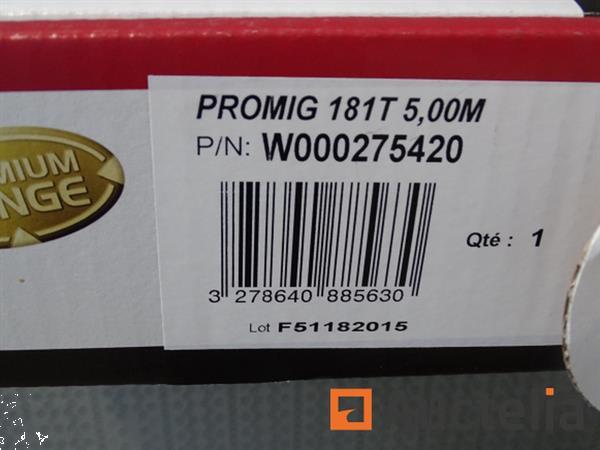 PROMIG 181T 5,00M
P/N: W000275420
Qté : 1
3 278640 885630
Lot F51182015